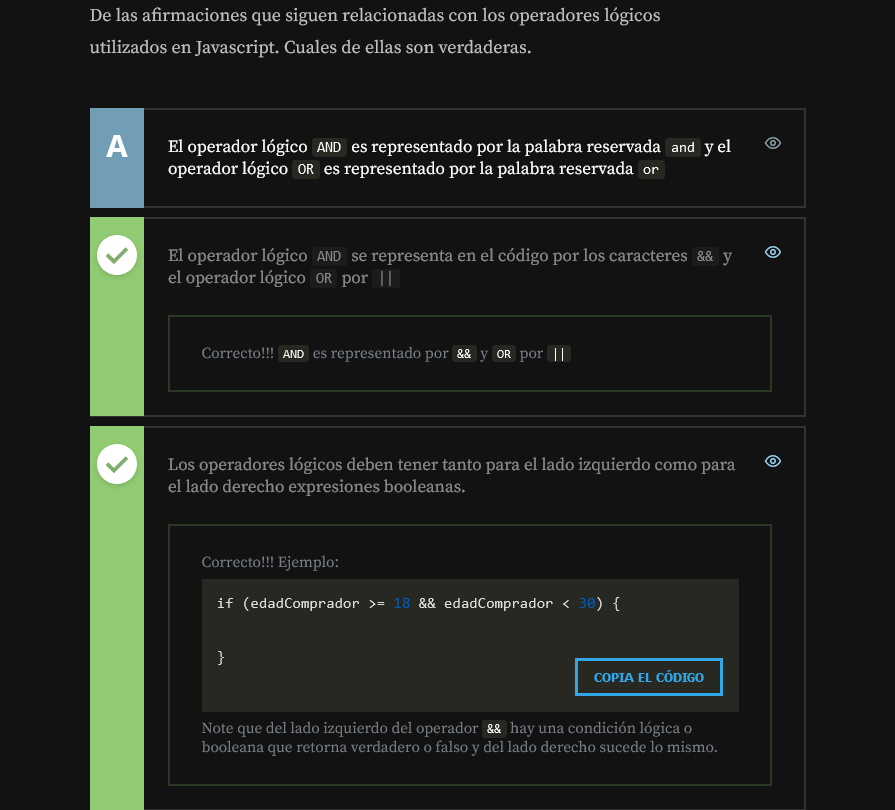 De las afirmaciones que siguen relacionadas con los operadores lógicos
utilizados en Javascript. Cuales de ellas son verdaderas.
A
El operador lógico AND es representado por la palabra reservada and y el
operador lógico OR es representado por la palabra reservada or
El operador lógico AND se representa en el código por los caracteres && y
el operador lógico OR por ||
Correcto!!! AND es representado por && y OR por ||
Los operadores lógicos deben tener tanto para el lado izquierdo como para
el lado derecho expresiones booleanas.
Correcto!!! Ejemplo:
if (edadComprador >= 18 && edadComprador < 30) {
}
COPIA EL CÓDIGO
Note que del lado izquierdo del operador && hay una condición lógica o
booleana que retorna verdadero o falso y del lado derecho sucede lo mismo.